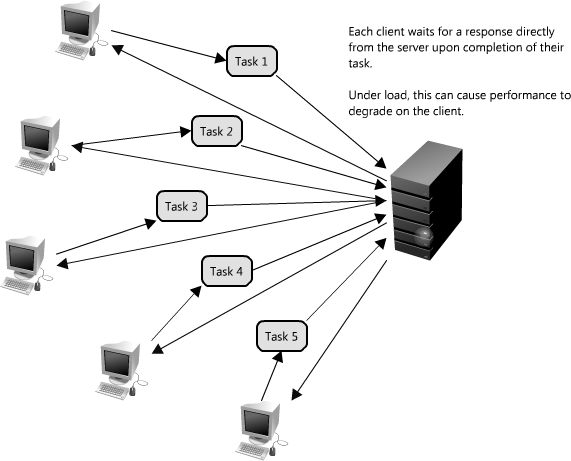 Each client waits for a response directly
from the server upon completion of their
task.
Under load, this can cause performance to
degrade on the client.
Task 1
Task 2
Task 3
Task 4
Task 5